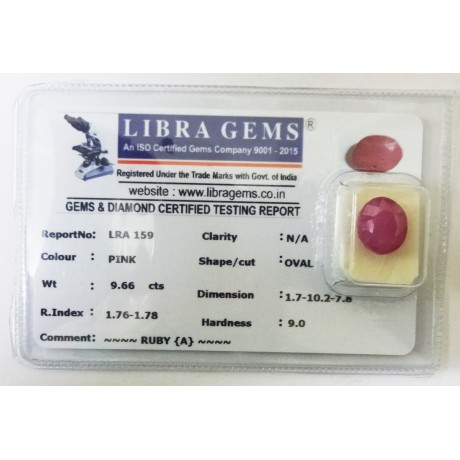 LIBRA GEMS ®
An ISO Certified Gems Company 9001 - 2015
Registered Under the Trade Marks with Govt. of India
website : www.libragems.co.in
GEMS & DIAMOND CERTIFIED TESTING REPORT
ReportNo: LRA 159 Clarity : N/A
Colour : PINK Shape/cut : OVAL
Wt : 9.66 cts
Dimension : 1.7-10.2-7.8
R.Index : 1.76-1.78
Hardness : 9.0
Comment: ~~~~ RUBY {A} ~~~~